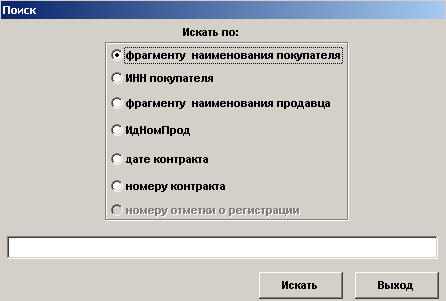 Поиск
Искать по:
фрагменту наименования покупателя
ИНН покупателя
фрагменту наименования продавца
ИдНомПрод
дате контракта
номеру контракта
номеру отметки о регистрации
Искать
Выход